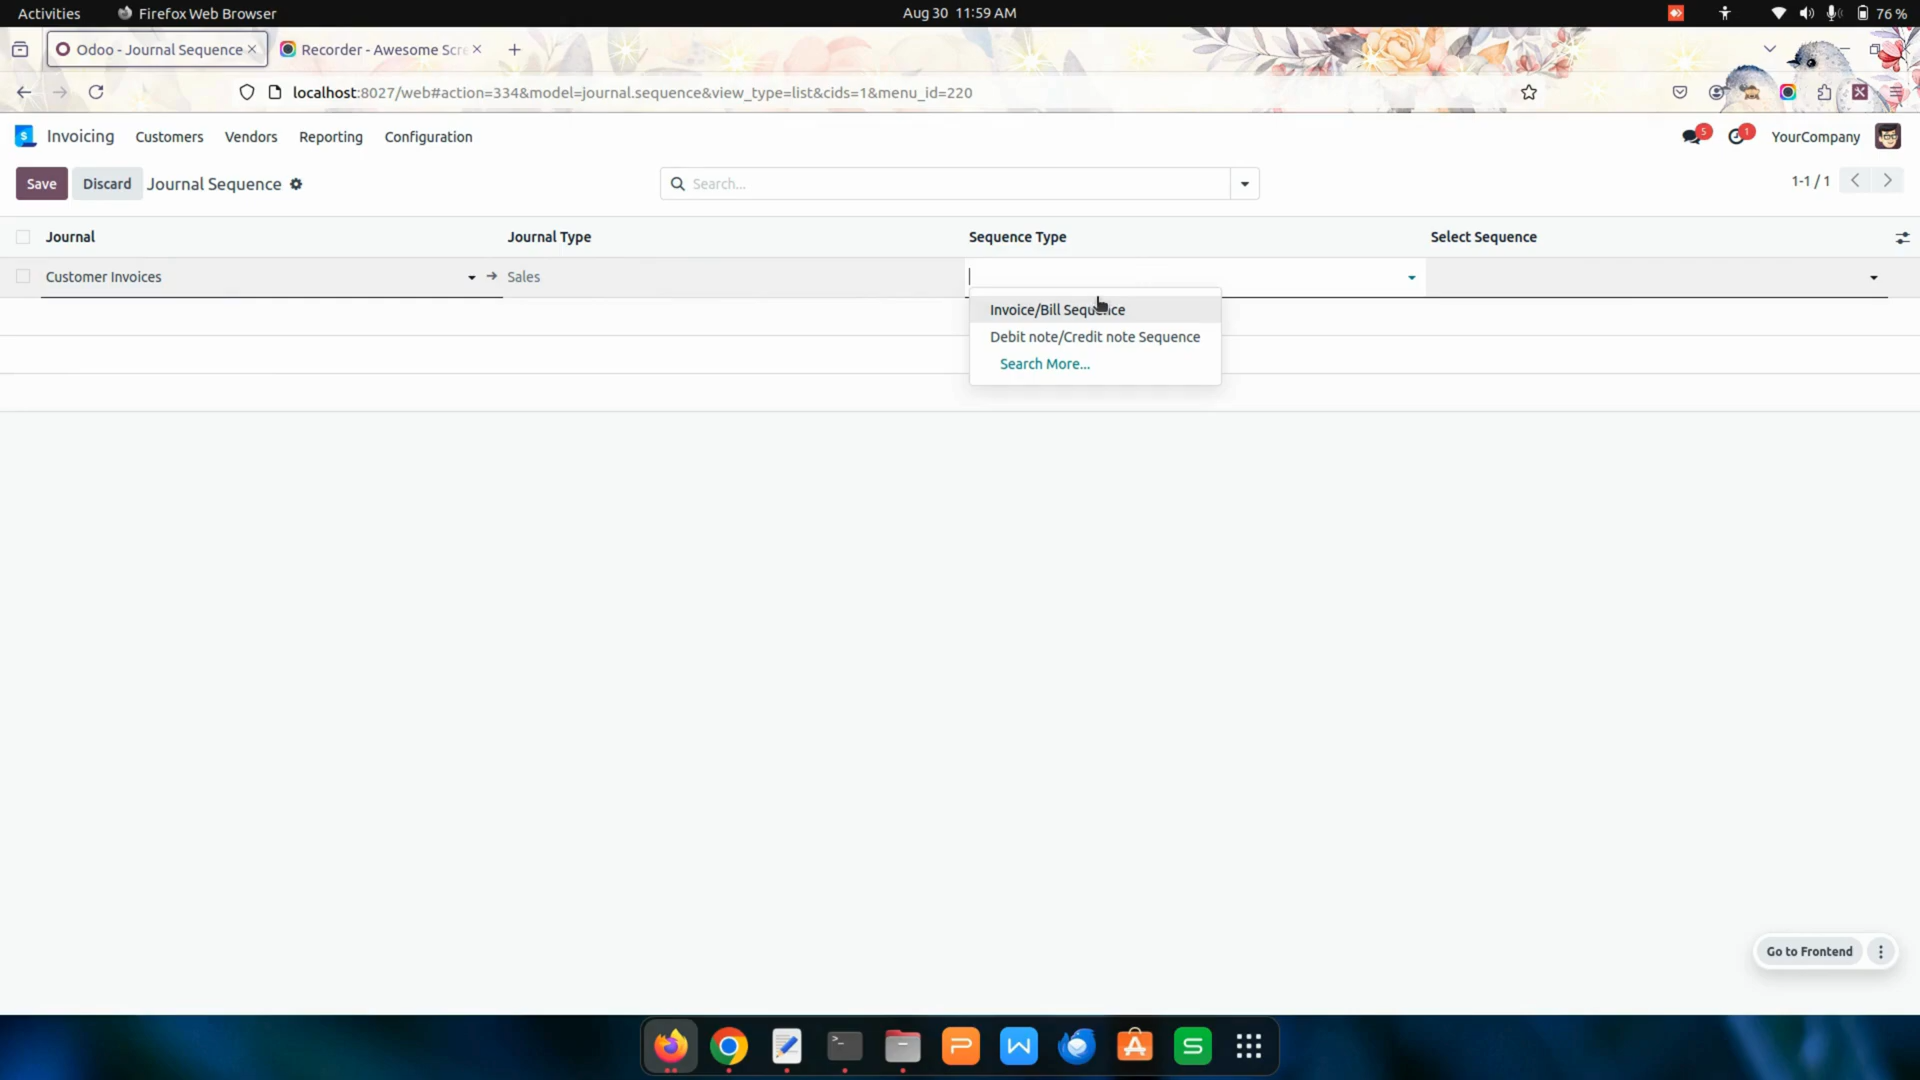 Activities Firefox Web Browser Aug 30 11:59 AM 76 %
Odoo - Journal Sequence Recorder - Awesome Scre
localhost:8027/web#action=334&model=journal.sequence&view_type=list&cids=1&menu_id=220
Invoicing Customers Vendors Reporting Configuration 5 1 YourCompany
Save Discard Journal Sequence Search... 1-1 / 1
Journal Journal Type Sequence Type Select Sequence
Customer Invoices Sales
Invoice/Bill Sequence
Debit note/Credit note Sequence
Search More...
Go to Frontend